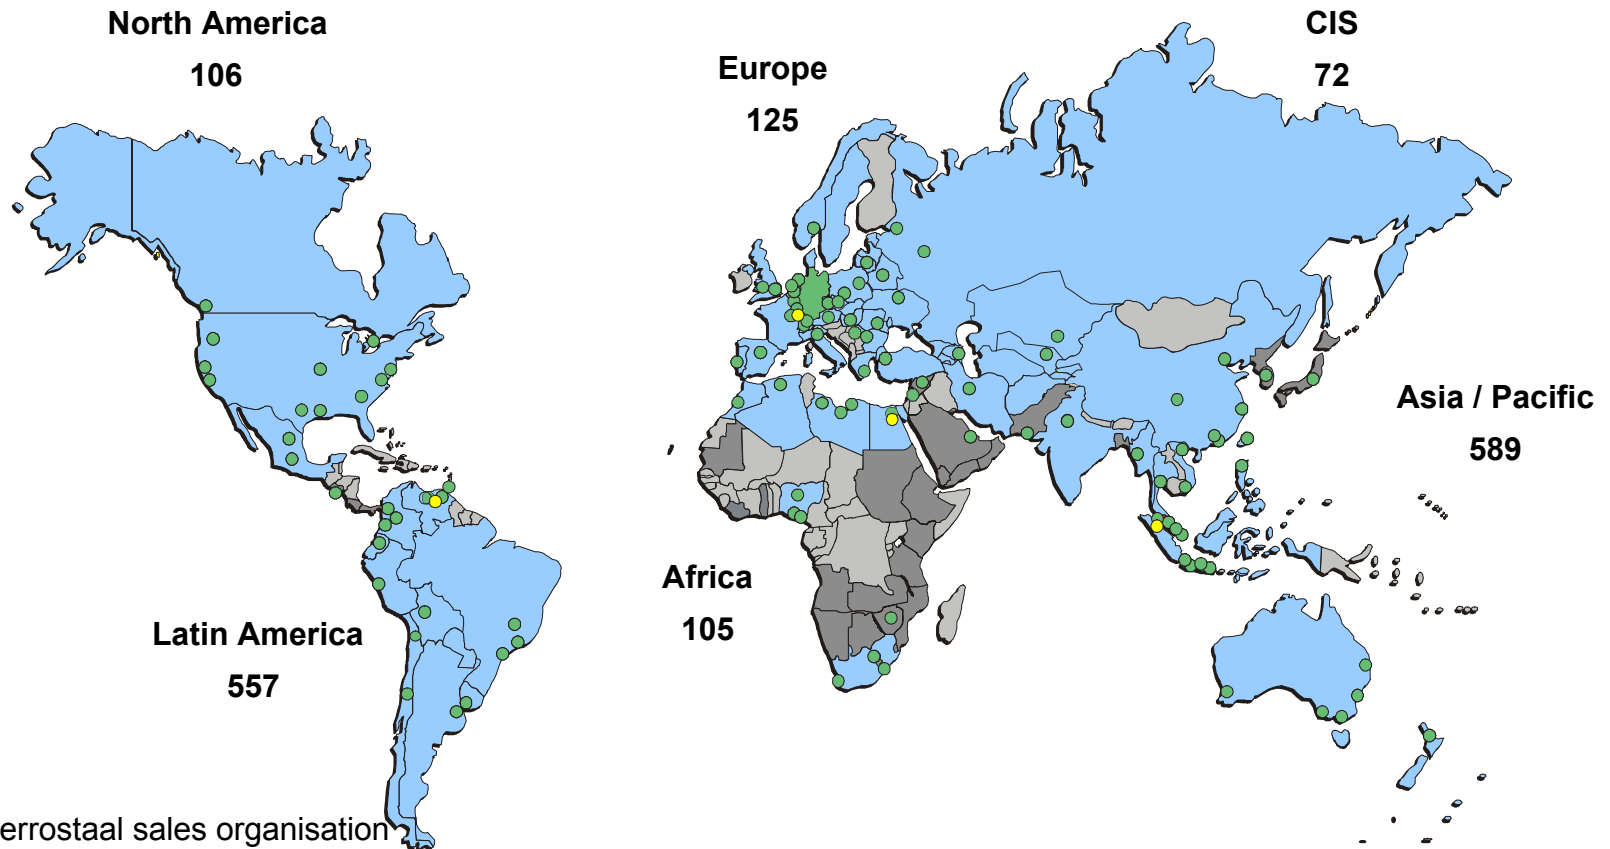 North America
106
Europe
125
CIS
72
Asia / Pacific
589
Africa
105
Latin America
557
errostaal sales organisation